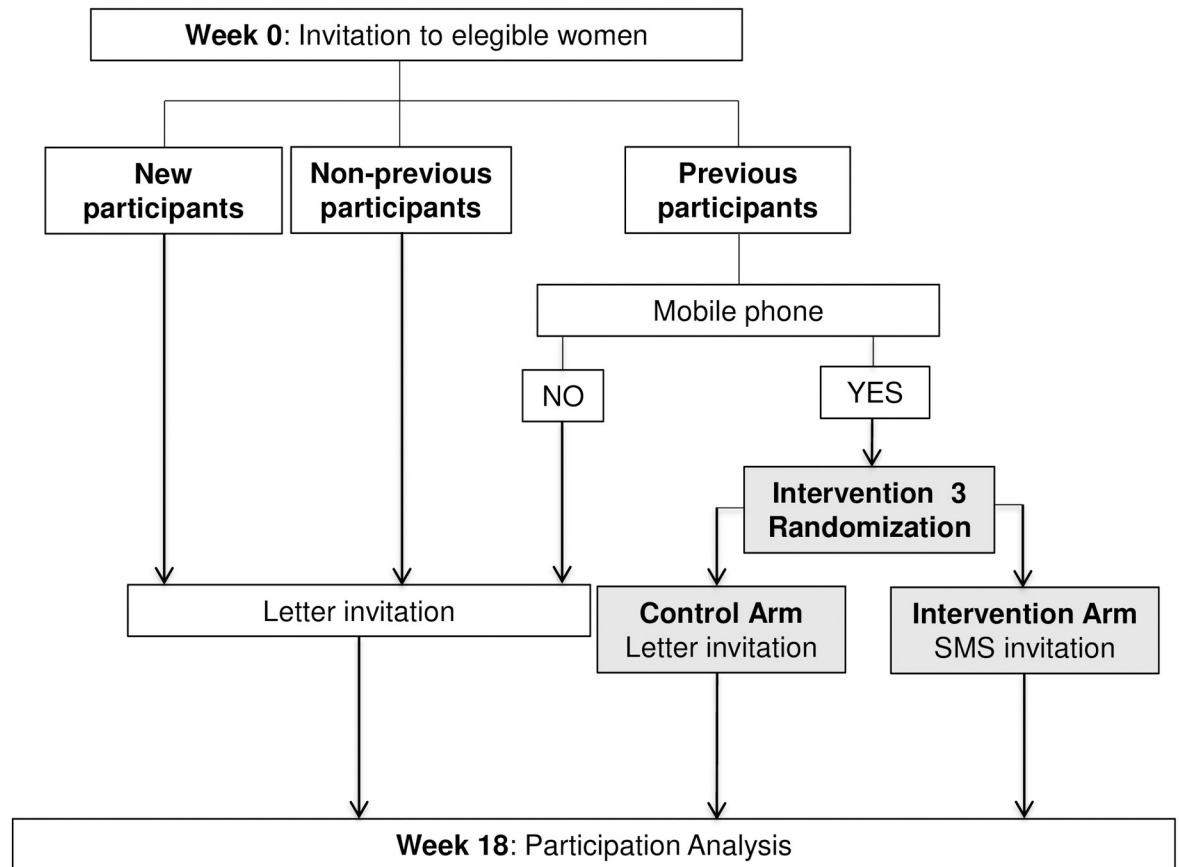 Week 0: Invitation to elegible women
New
participants
Non-previous
participants
Previous
participants
Mobile phone
NO
YES
Intervention 3
Randomization
Letter invitation
Control Arm
Letter invitation
Intervention Arm
SMS invitation
Week 18: Participation Analysis